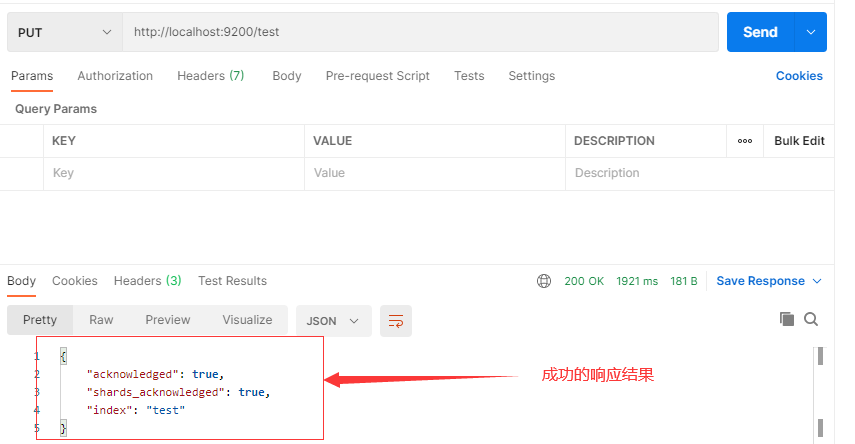 PUT http://localhost:9200/test Send
Params Authorization Headers (7) Body Pre-request Script Tests Settings Cookies
Query Params
KEY VALUE DESCRIPTION ooo Bulk Edit
Key Value Description
Body Cookies Headers (3) Test Results 200 OK 1921 ms 181 B Save Response
Pretty Raw Preview Visualize JSON
1 {
2 "acknowledged": true,
3 "shards_acknowledged": true,
4 "index": "test"
5 }
成功的响应结果